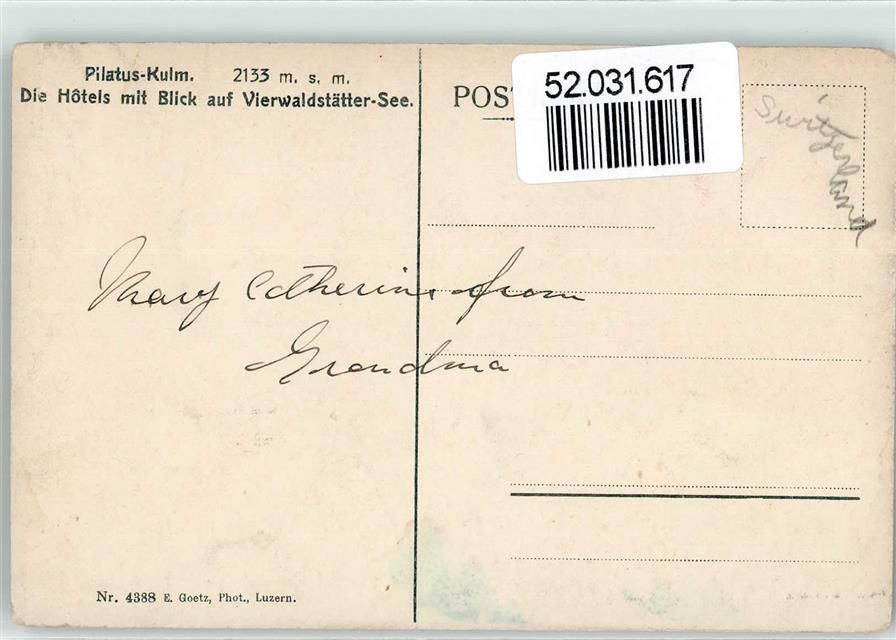 Pilatus-Kulm. 2133 m. s. m.
Die Hôtels mit Blick auf Vierwaldstätter-See.
POST
52.031.617
Switzerland
Mary Catherine from
Grandma
Nr. 4388 E. Goetz, Phot., Luzern.